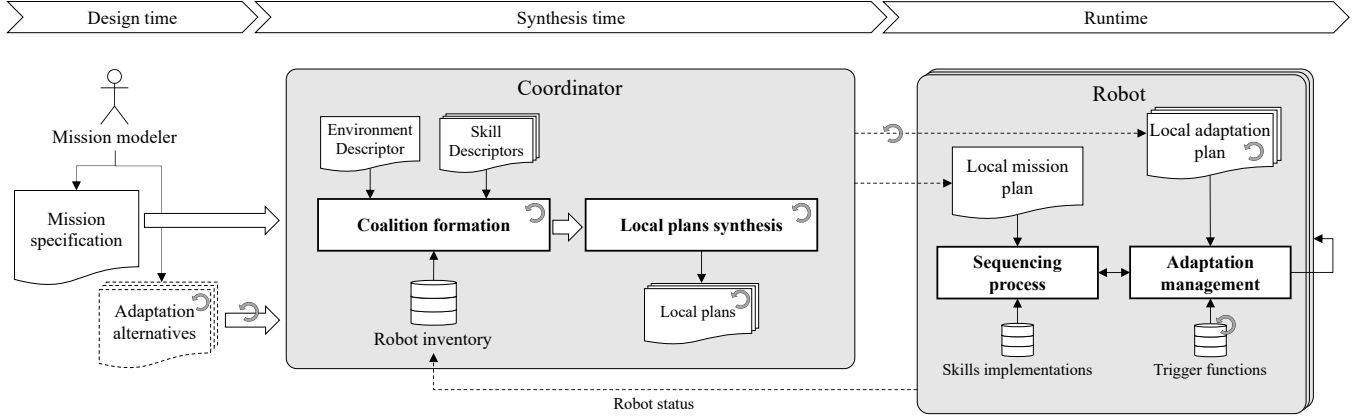 Design time
Synthesis time
Runtime
Mission modeler
Mission
specification
Adaptation
alternatives
Coordinator
Environment
Descriptor
Skill
Descriptors
Coalition formation
Local plans synthesis
Robot inventory
Local plans
Robot status
Robot
Local adaptation
plan
Local mission
plan
Sequencing
process
Adaptation
management
Skills implementations
Trigger functions